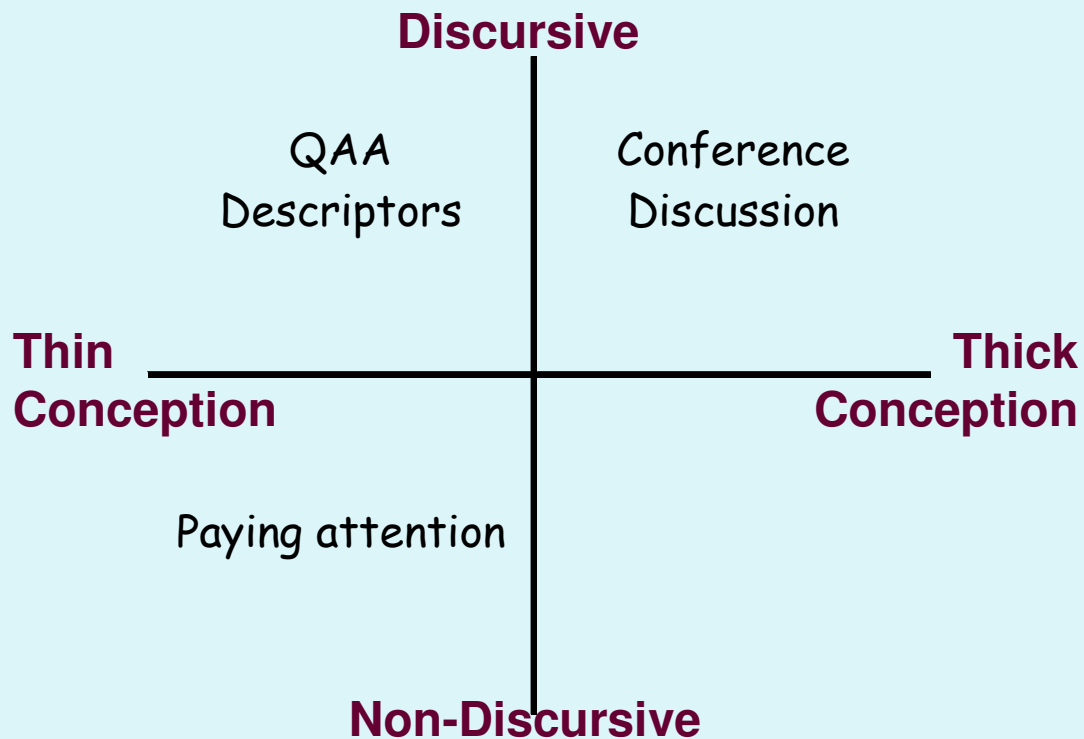 Discursive
QAA
Descriptors
Conference
Discussion
Thin
Conception
Thick
Conception
Paying attention
Non-Discursive